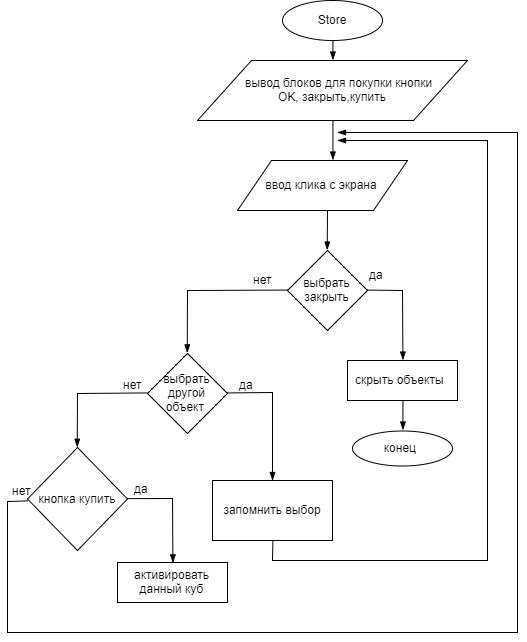 Store
вывод блоков для покупки кнопки
ОК, закрыть,купить
ввод клика с экрана
выбрать
закрыть
нет
да
скрыть объекты
конец
выбрать
другой
объект
нет
да
запомнить выбор
кнопка купить
нет
да
активировать
данный куб